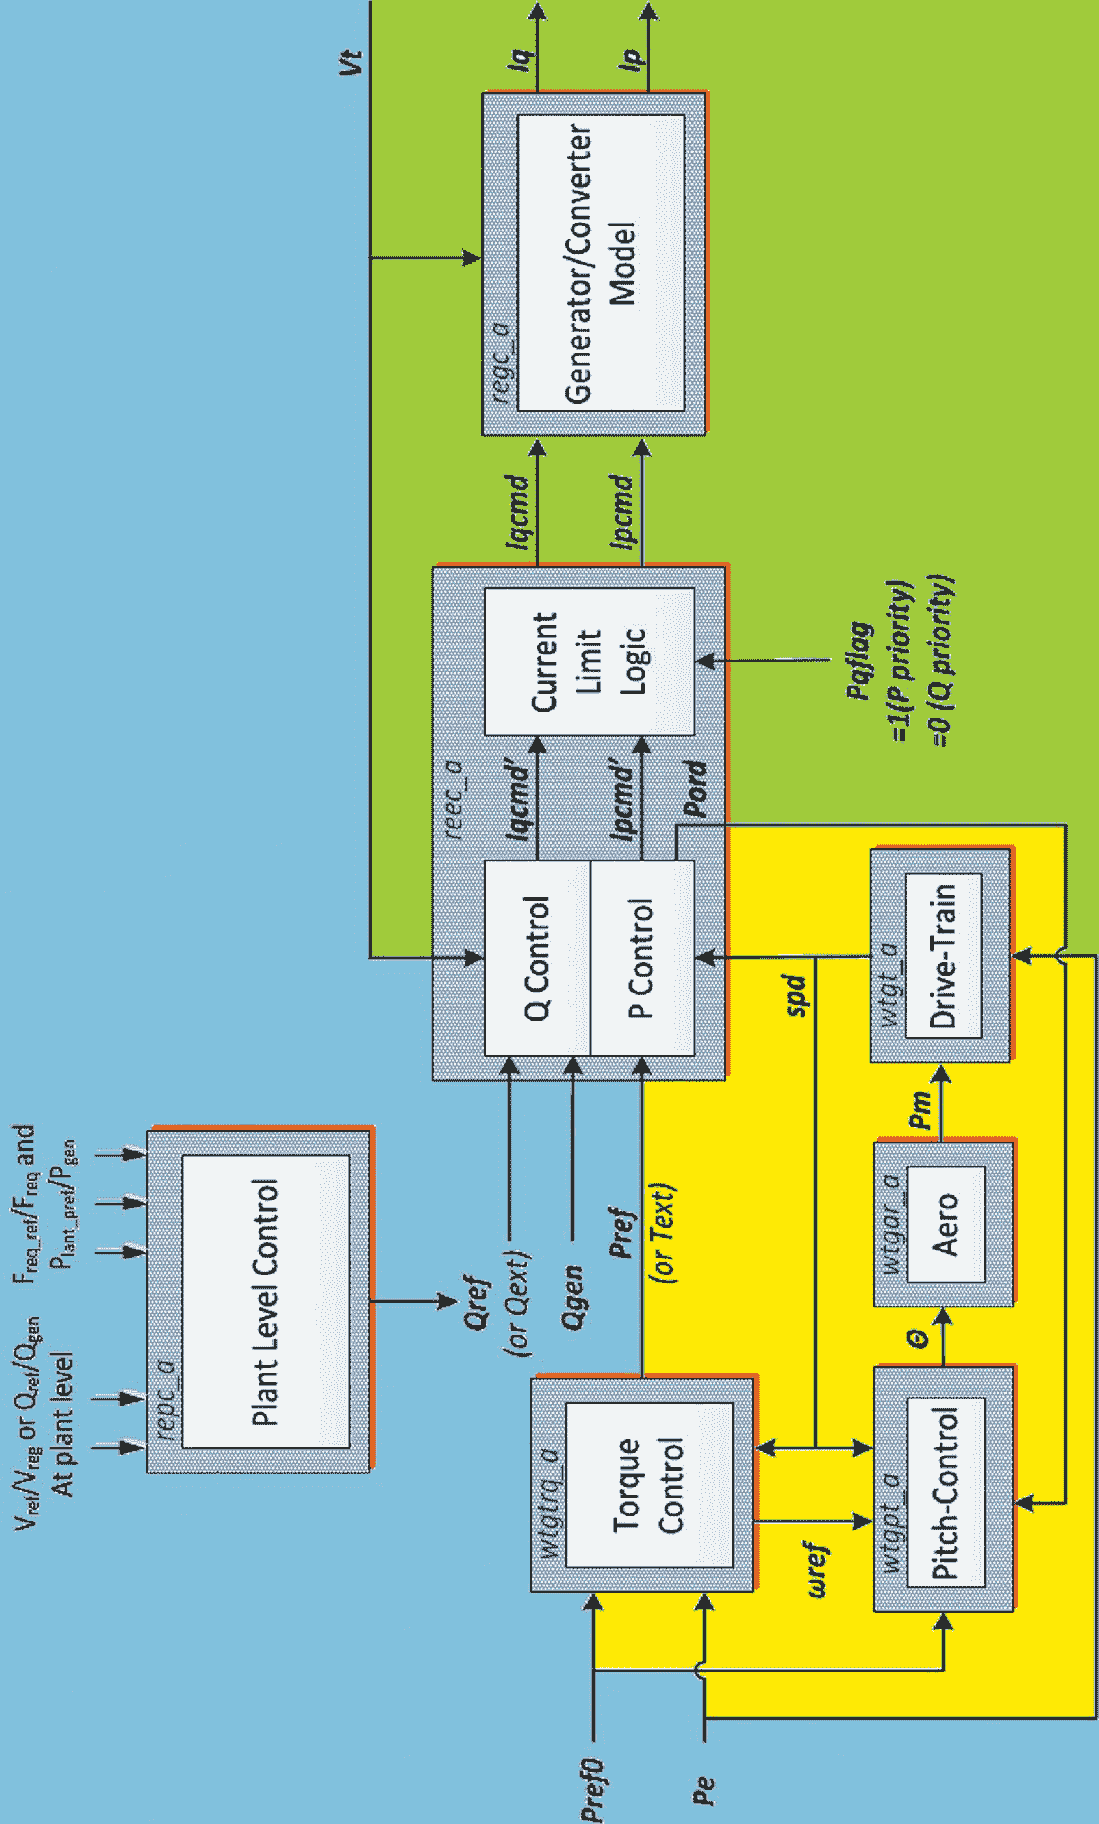 Vref/Vreg or Qref/Qgen
At plant level
Freq_ref/Freq and
Plant_pref/Pgen
repc_a
Plant Level Control
Vt
Qref
(or Qext)
Qgen
Pref
(or Text)
reec_a
Q Control
P Control
Iqcmd'
Ipcmd'
Pord
Current
Limit
Logic
Iqcmd
Ipcmd
regc_a
Generator/Converter
Model
Iq
Ip
Pqflag
=1(P priority)
=0 (Q priority)
Pref0
Pe
wtgtrq_a
Torque
Control
ωref
spd
wtgpt_a
Pitch-Control
Θ
wtgar_a
Aero
Pm
wtgt_a
Drive-Train